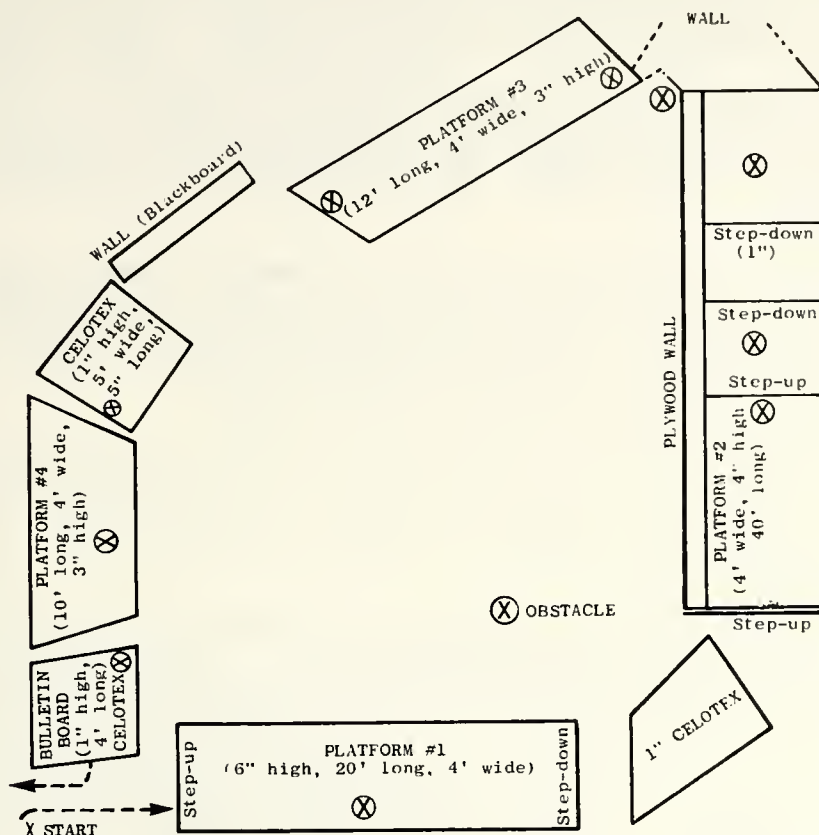 WALL
PLATFORM #3
(12' long, 4' wide, 3" high)
WALL (Blackboard)
Step-down
(1")
Step-down
Step-up
CELOTEX
(1" high,
5' wide,
5" long)
PLYWOOD WALL
PLATFORM #2
(4' wide, 4" high
40' long)
PLATFORM #4
(10' long, 4' wide,
3" high)
X OBSTACLE
Step-up
BULLETIN
BOARD
(1" high,
4' long)
CELOTEX
1" CELOTEX
Step-up
PLATFORM #1
(6" high, 20' long, 4' wide)
Step-down
X START